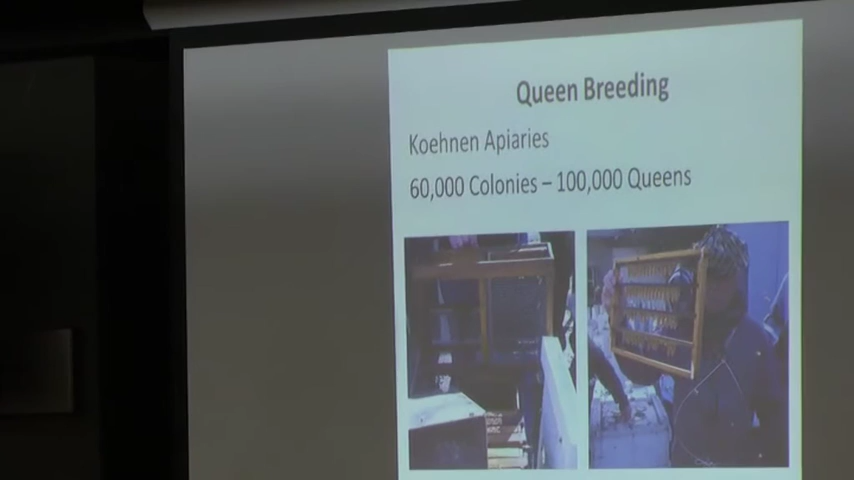 Queen Breeding
Koehnen Apiaries
60,000 Colonies – 100,000 Queens